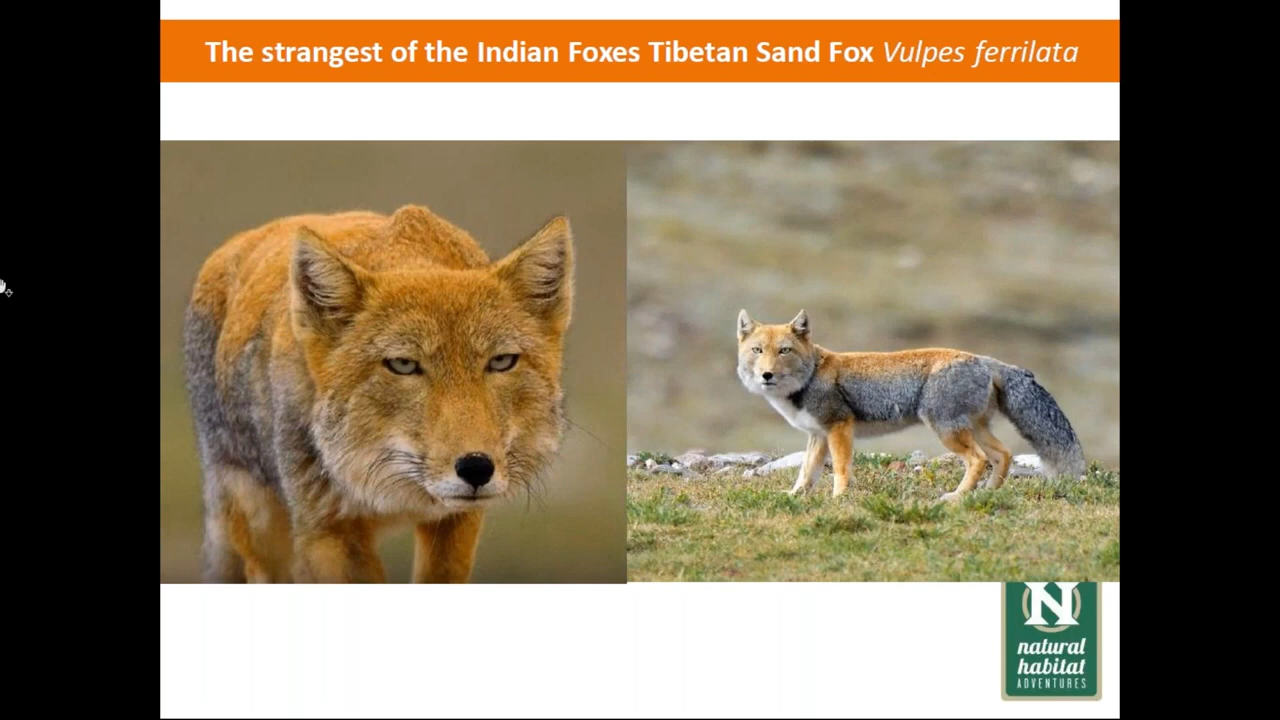 The strangest of the Indian Foxes Tibetan Sand Fox Vulpes ferrilata
N
natural
habitat
ADVENTURES